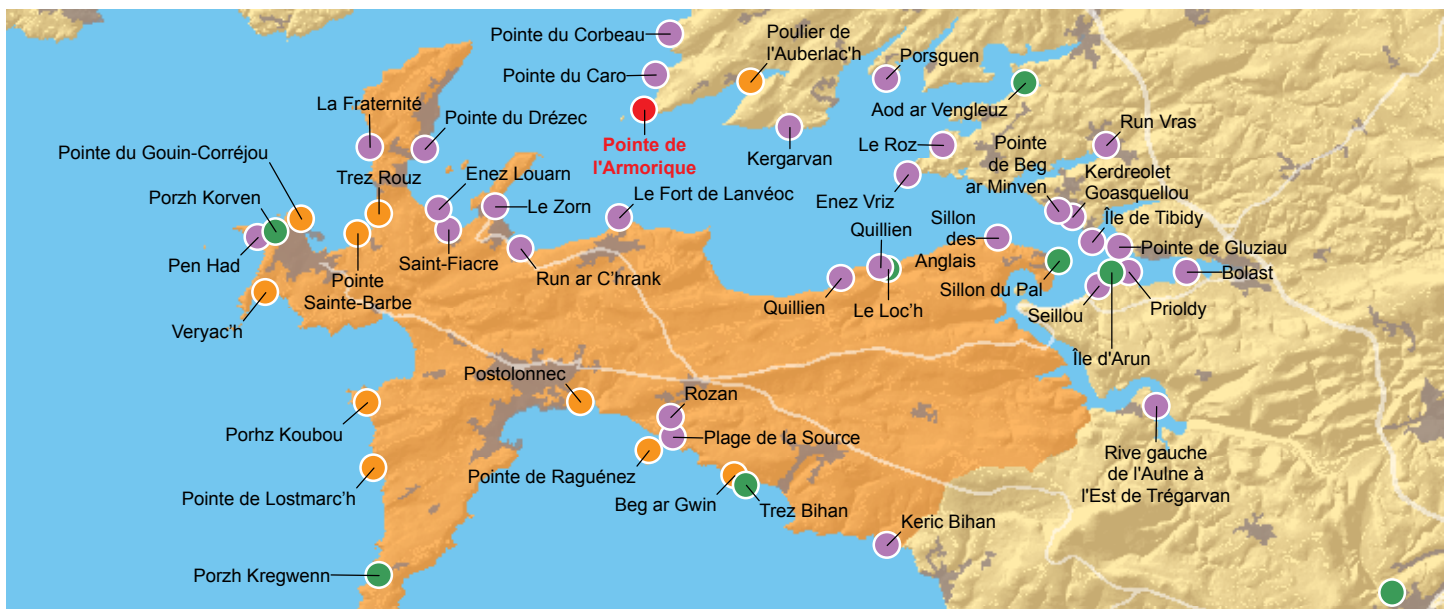 Pointe du Corbeau
Poulier de
l'Auberlac'h
Porsguen
Pointe du Caro
Aod ar Vengleuz
La Fraternité
Pointe du Drézec
Pointe de
l'Armorique
Kergarvan
Le Roz
Pointe
de Beg
ar Minven
Run Vras
Kerdreolet
Goasquellou
Pointe du Gouin-Corréjou
Trez Rouz
Enez Louarn
Le Fort de Lanvéoc
Enez Vriz
Porzh Korven
Le Zorn
Île de Tibidy
Pen Had
Pointe
Sainte-Barbe
Saint-Fiacre
Run ar C'hrank
Quillien
Sillon
des
Anglais
Pointe de Gluziau
Bolast
Veryac'h
Quillien
Le Loc'h
Sillon du Pal
Seillou
Prioldy
Île d'Arun
Postolonnec
Rozan
Porhz Koubou
Plage de la Source
Pointe de Lostmarc’h
Pointe de Raguénez
Beg ar Gwin
Trez Bihan
Rive gauche
de l'Aulne à
l'Est de Trégarvan
Keric Bihan
Porzh Kregwenn